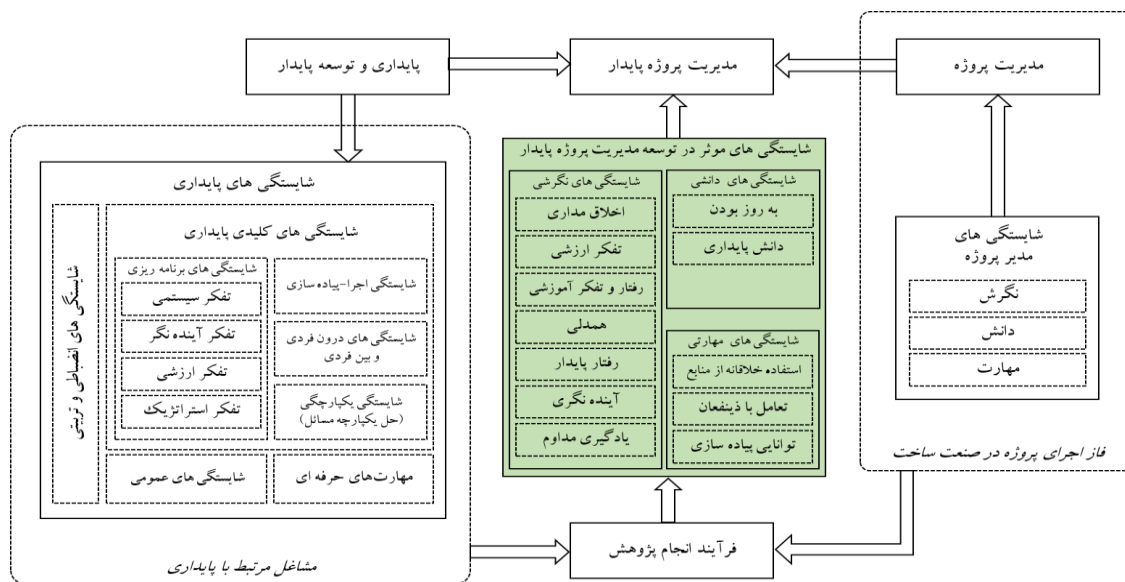 پایداری و توسعه پایدار
مدیریت پروژه پایدار
مدیریت پروژه
شایستگی های پایداری
شایستگی های انضباطی و تربیتی
شایستگی های کلیدی پایداری
شایستگی های برنامه ریزی
تفکر سیستمی
تفکر آینده نگر
تفکر ارزشی
تفکر استراتژیک
شایستگی اجرا-پیاده سازی
شایستگی های درون فردی
و بین فردی
شایستگی یکپارچگی
(حل یکپارچه مسائل)
شایستگی های عمومی
مهارت‌های حرفه ای
مشاغل مرتبط با پایداری
شایستگی های موثر در توسعه مدیریت پروژه پایدار
شایستگی های نگرشی
اخلاق مداری
تفکر ارزشی
رفتار و تفکر آموزشی
همدلی
رفتار پایدار
آینده نگری
یادگیری مداوم
شایستگی های دانشی
به روز بودن
دانش پایداری
شایستگی های مهارتی
استفاده خلاقانه از منابع
تعامل با ذینفعان
توانایی پیاده سازی
فرآیند انجام پژوهش
شایستگی های
مدیر پروژه
نگرش
دانش
مهارت
فاز اجرای پروژه در صنعت ساخت